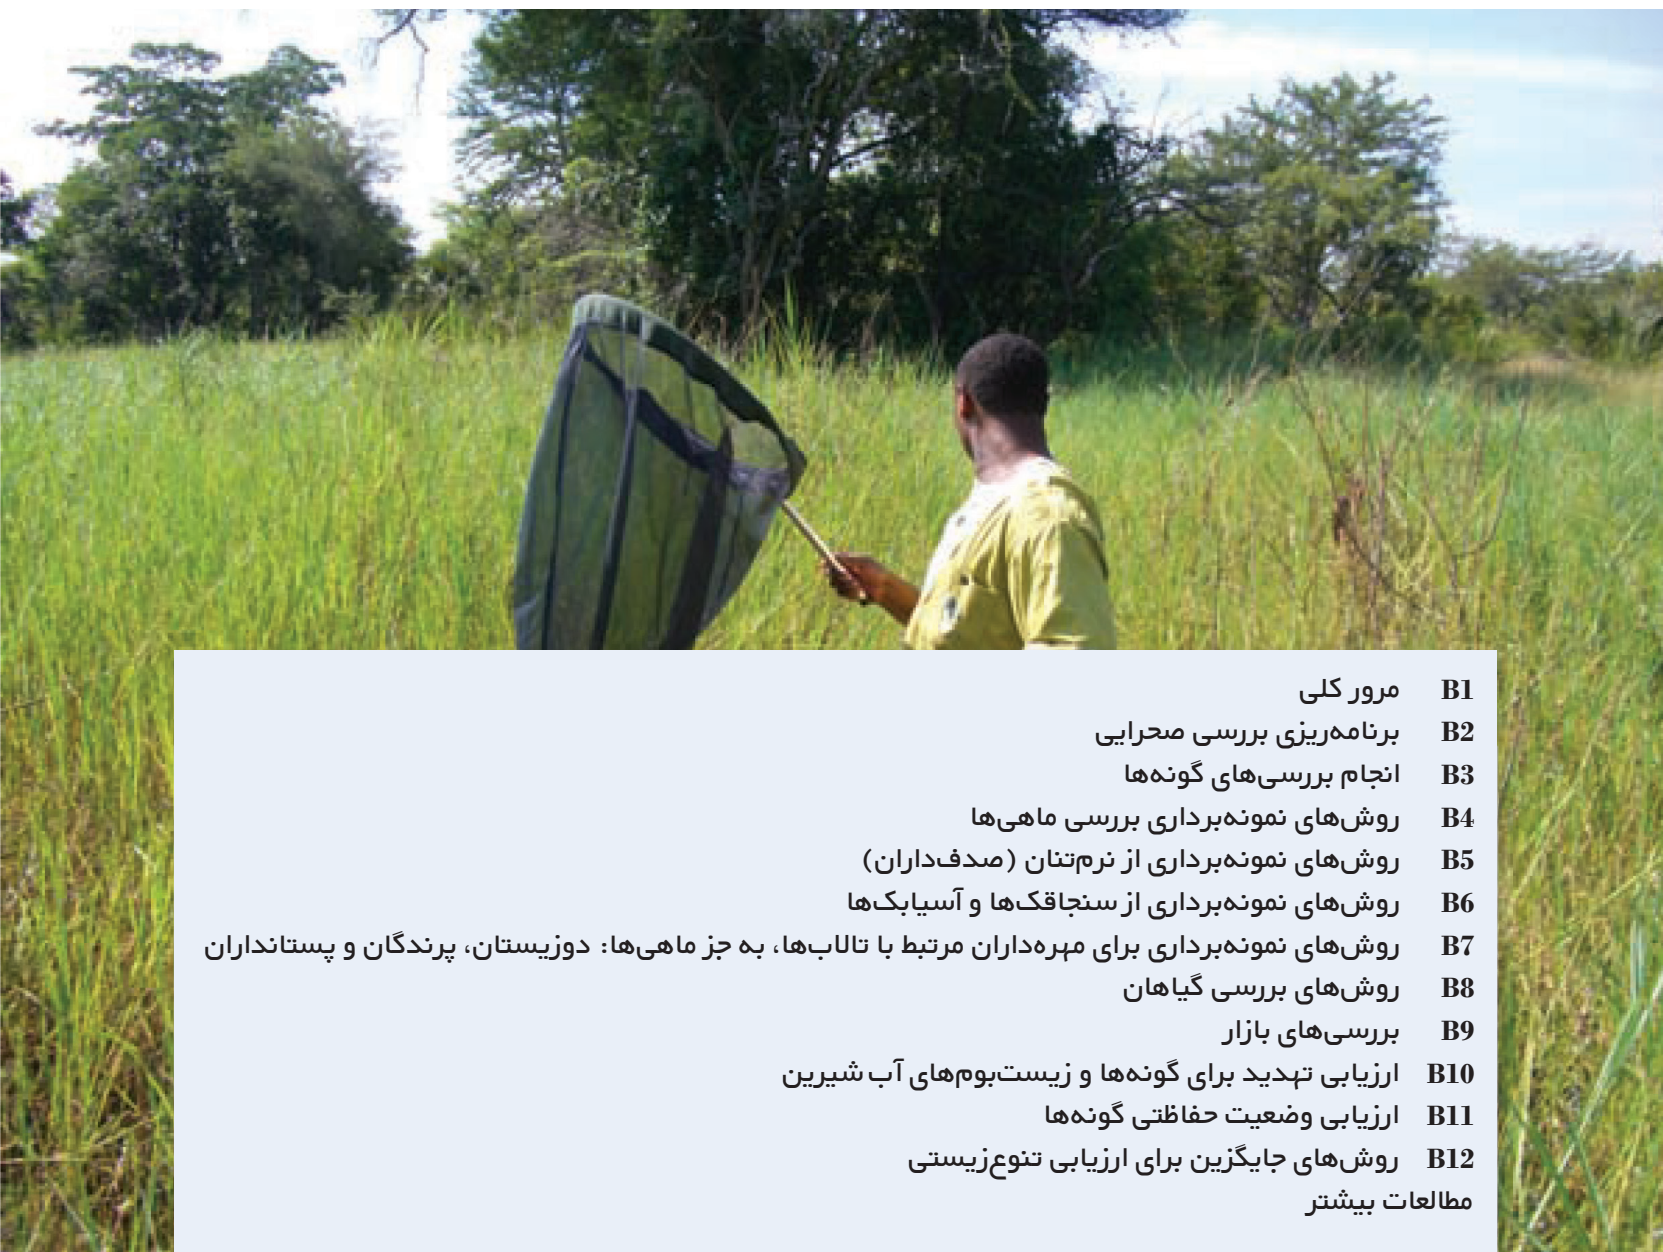 B1 مرور کلی
B2 برنامه‌ریزی بررسی صحرایی
B3 انجام بررسی‌های گونه‌ها
B4 روش‌های نمونه‌برداری بررسی ماهی‌ها
B5 روش‌های نمونه‌برداری از نرم‌تنان (صدف‌داران)
B6 روش‌های نمونه‌برداری از سنجاقک‌ها و آسیابک‌ها
B7 روش‌های نمونه‌برداری برای مهره‌داران مرتبط با تالاب‌ها، به جز ماهی‌ها: دوزیستان، پرندگان و پستانداران
B8 روش‌های بررسی گیاهان
B9 بررسی‌های بازار
B10 ارزیابی تهدید برای گونه‌ها و زیست‌بوم‌های آب شیرین
B11 ارزیابی وضعیت حفاظتی گونه‌ها
B12 روش‌های جایگزین برای ارزیابی تنوع‌زیستی
مطالعات بیشتر